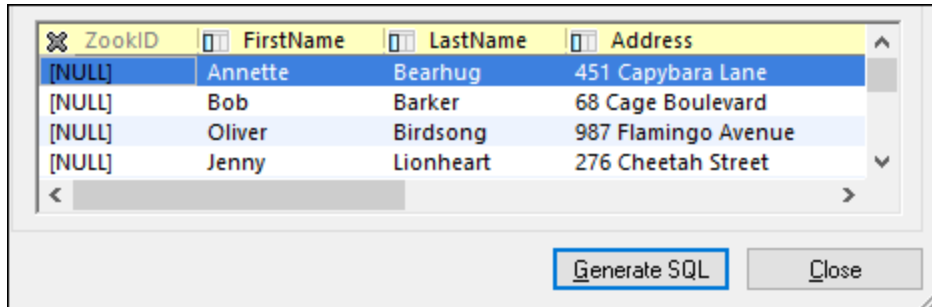 ZookID FirstName LastName Address
[NULL] Annette Bearhug 451 Capybara Lane
[NULL] Bob Barker 68 Cage Boulevard
[NULL] Oliver Birdsong 987 Flamingo Avenue
[NULL] Jenny Lionheart 276 Cheetah Street
Generate SQL Close